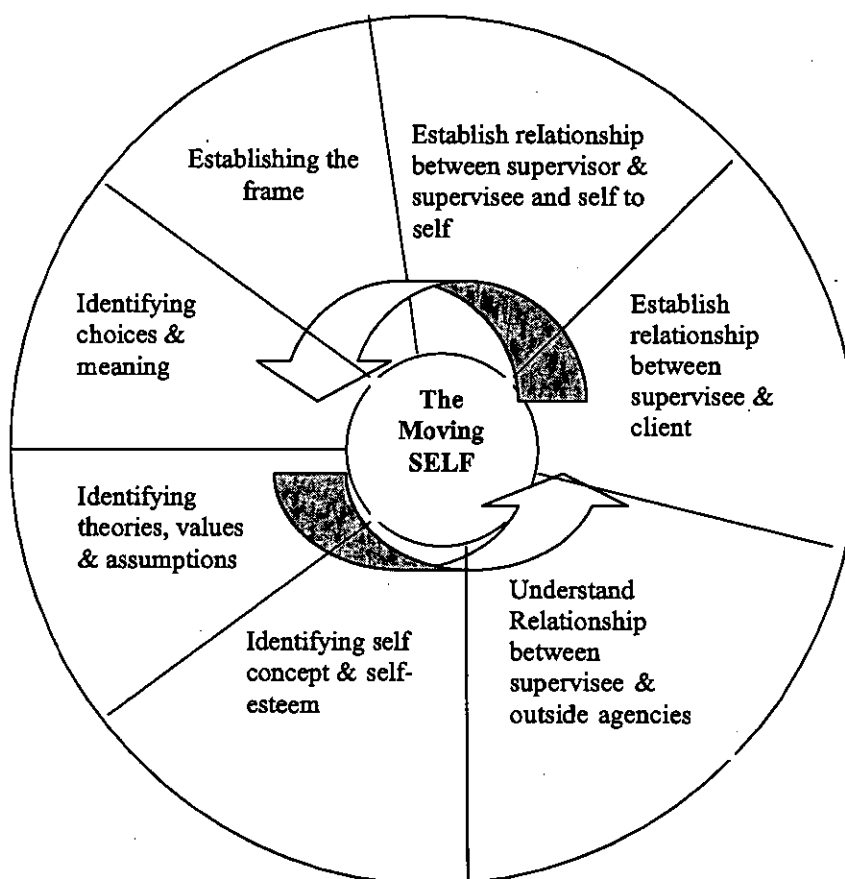 Establishing the
frame
Establish relationship
between supervisor &
supervisee and self to
self
Establish
relationship
between
supervisee &
client
Understand
Relationship
between
supervisee &
outside agencies
Identifying self
concept & self-
esteem
Identifying
theories, values
& assumptions
Identifying
choices &
meaning
The
Moving
SELF